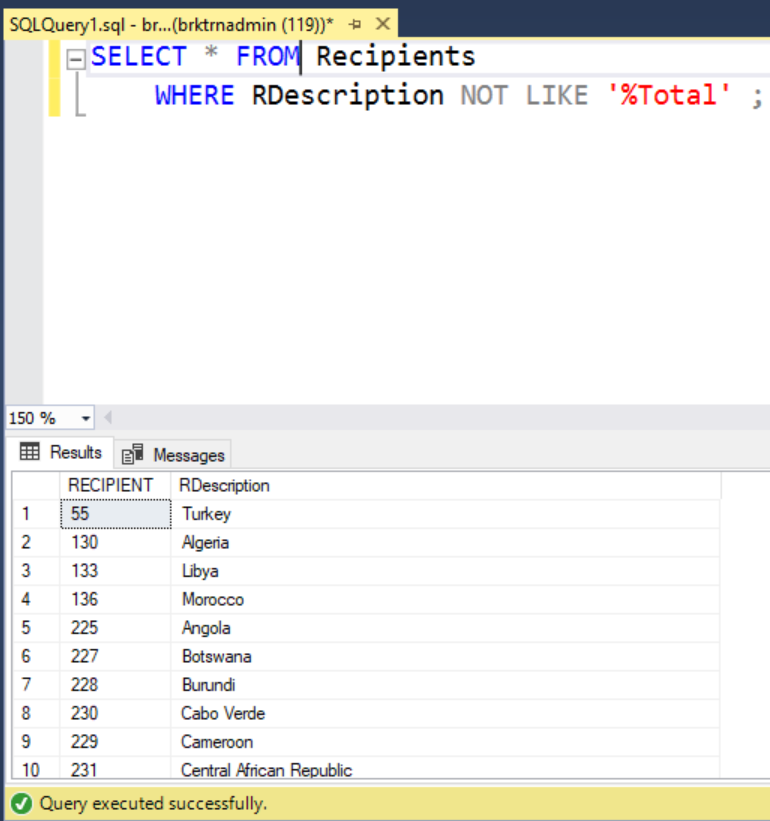 SQLQuery1.sql - br...(brktrnadmin (119))*
SELECT * FROM Recipients
WHERE RDescription NOT LIKE '%Total' ;
150 %
Results Messages
RECIPIENT RDescription
1 55 Turkey
2 130 Algeria
3 133 Libya
4 136 Morocco
5 225 Angola
6 227 Botswana
7 228 Burundi
8 230 Cabo Verde
9 229 Cameroon
10 231 Central African Republic
Query executed successfully.